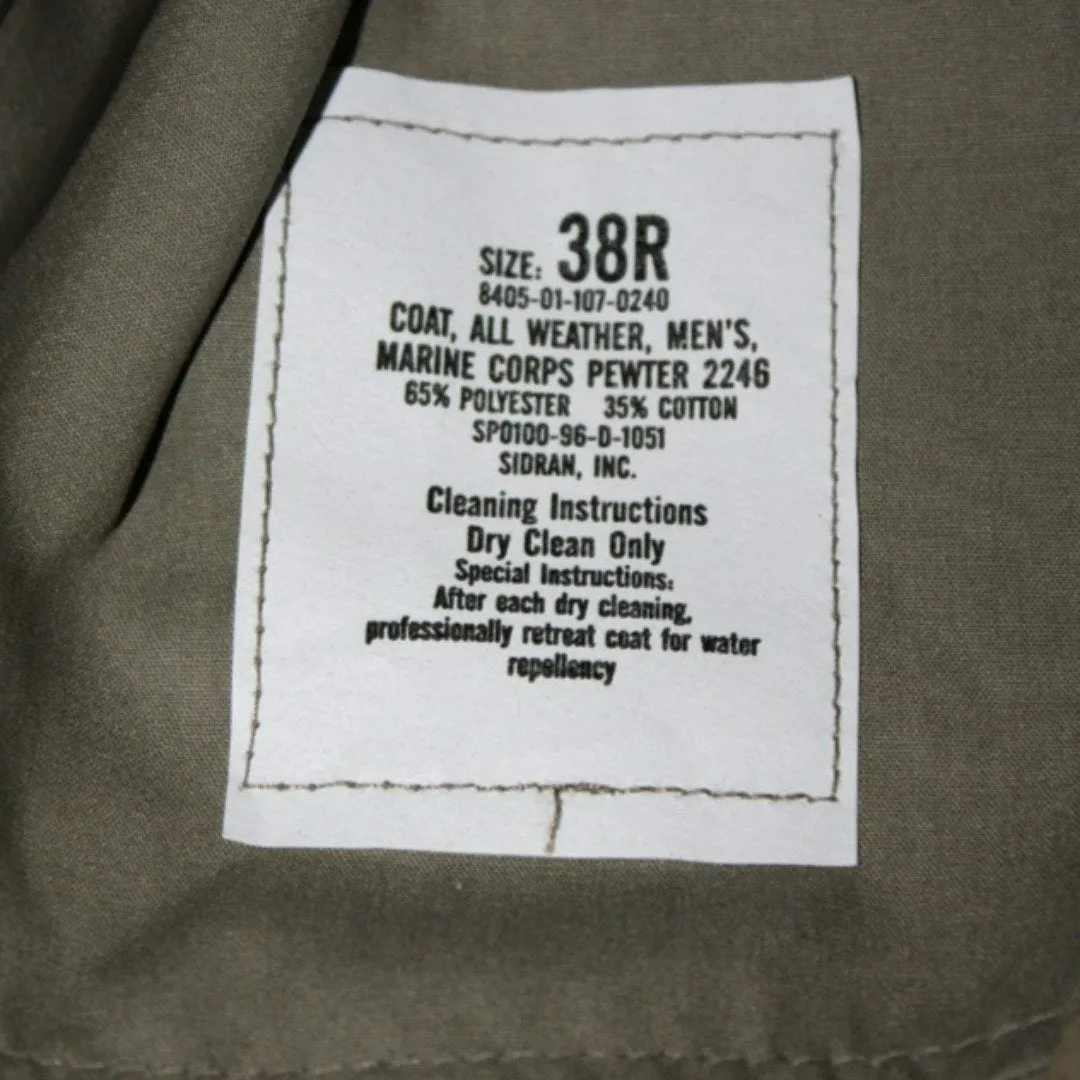 SIZE: 38R
8405-01-107-0240
COAT, ALL WEATHER, MEN'S,
MARINE CORPS PEWTER 2246
65% POLYESTER 35% COTTON
SPO100-96-D-1051
SIDRAN, INC.
Cleaning Instructions
Dry Clean Only
Special Instructions:
After each dry cleaning,
professionally retreat coat for water
repellency